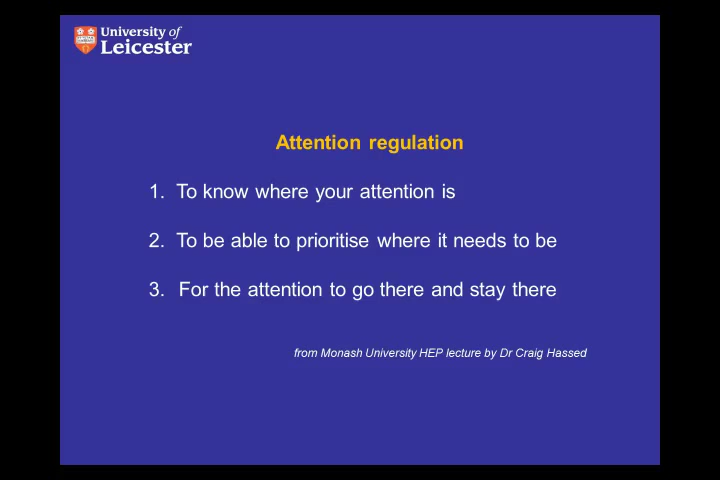 University of
Leicester
Attention regulation
1. To know where your attention is
2. To be able to prioritise where it needs to be
3. For the attention to go there and stay there
from Monash University HEP lecture by Dr Craig Hassed